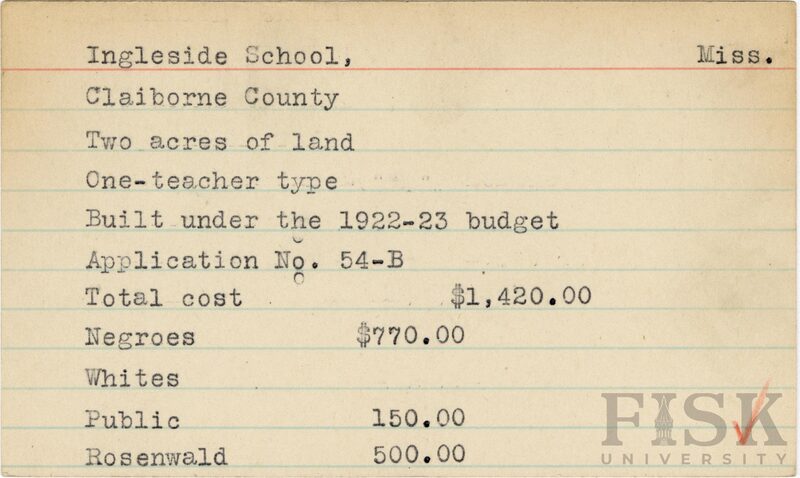 Ingleside School, Miss.
Claiborne County
Two acres of land
One-teacher type
Built under the 1922-23 budget
Application No. 54-B
Total cost $1,420.00
Negroes $770.00
Whites
Public 150.00
Rosenwald 500.00
FISK
UNIVERSITY